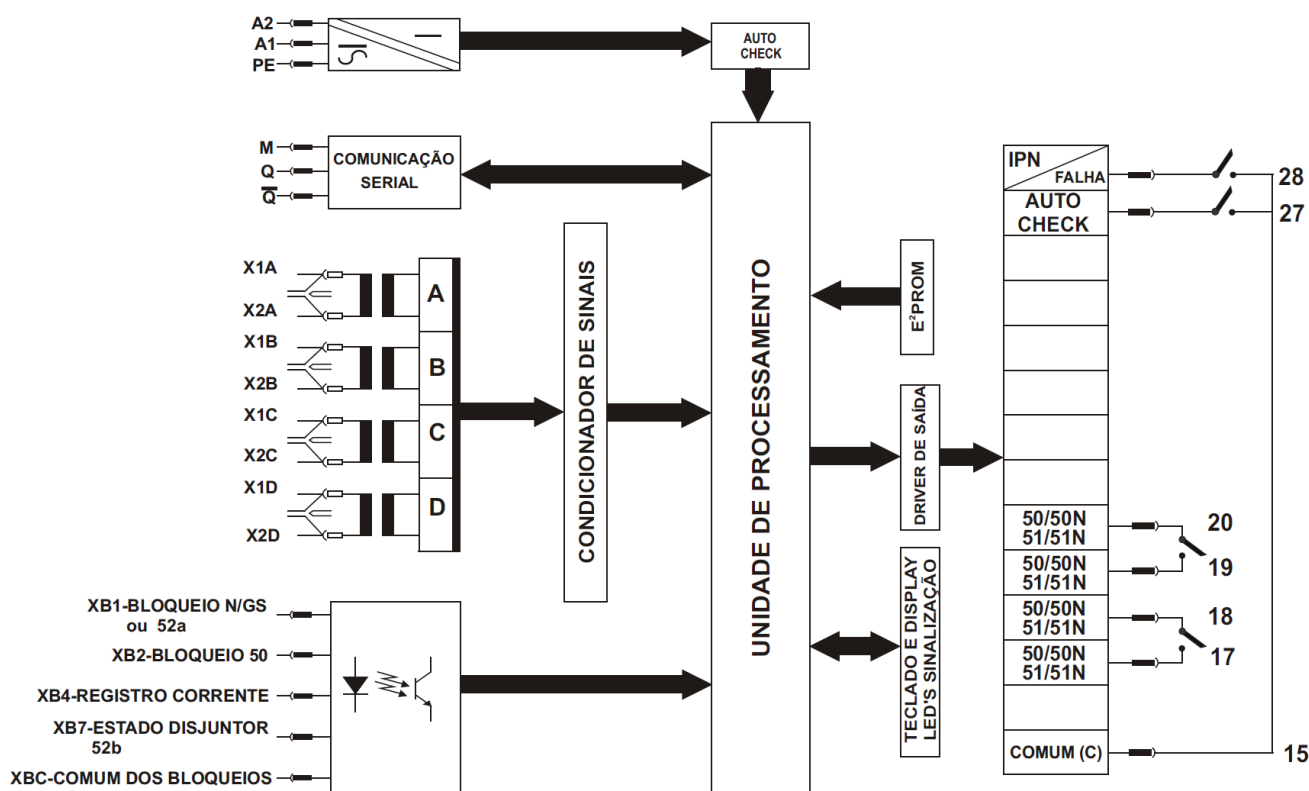 A2
A1
PE
AUTO
CHECK
M
Q
Q̅
COMUNICAÇÃO
SERIAL
X1A
X2A
X1B
X2B
X1C
X2C
X1D
X2D
A
B
C
D
CONDICIONADOR DE SINAIS
UNIDADE DE PROCESSAMENTO
E²PROM
DRIVER DE SAÍDA
TECLADO E DISPLAY
LED'S SINALIZAÇÃO
XB1-BLOQUEIO N/GS
ou 52a
XB2-BLOQUEIO 50
XB4-REGISTRO CORRENTE
XB7-ESTADO DISJUNTOR
52b
XBC-COMUM DOS BLOQUEIOS
IPN
FALHA
28
AUTO
CHECK
27
50/50N
51/51N
20
50/50N
51/51N
19
50/50N
51/51N
18
50/50N
51/51N
17
COMUM (C)
15